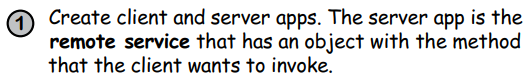 1 Create client and server apps. The server app is the
remote service that has an object with the method
that the client wants to invoke.